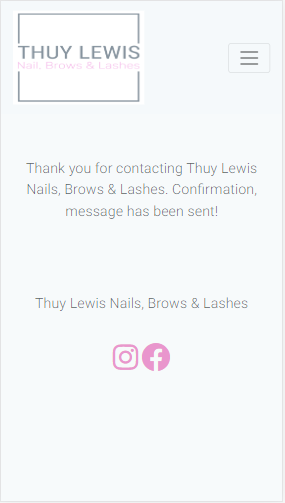 THUY LEWIS
Nail, Brows & Lashes
Thank you for contacting Thuy Lewis
Nails, Brows & Lashes. Confirmation,
message has been sent!
Thuy Lewis Nails, Brows & Lashes